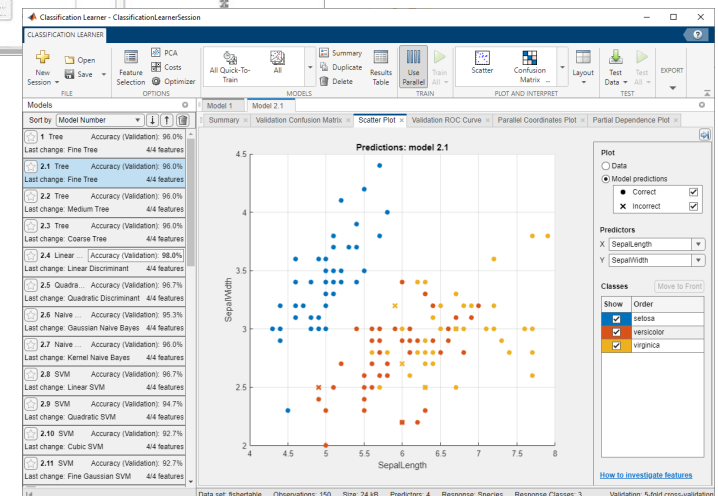 Classification Learner - ClassificationLearnerSession
CLASSIFICATION LEARNER
New Session
Open
Save
FILE
Feature Selection
PCA
Costs
Optimizer
OPTIONS
All Quick-To-Train
All
Summary
Duplicate
Delete
MODELS
Results Table
Use Parallel
Train All
TRAIN
Scatter
Confusion Matrix ...
Layout
PLOT AND INTERPRET
Test Data
Test All
TEST
EXPORT
Models
Sort by Model Number
1 Tree Accuracy (Validation): 96.0%
Last change: Fine Tree 4/4 features
2.1 Tree Accuracy (Validation): 96.0%
Last change: Fine Tree 4/4 features
2.2 Tree Accuracy (Validation): 96.0%
Last change: Medium Tree 4/4 features
2.3 Tree Accuracy (Validation): 96.0%
Last change: Coarse Tree 4/4 features
2.4 Linear ... Accuracy (Validation): 98.0%
Last change: Linear Discriminant 4/4 features
2.5 Quadra... Accuracy (Validation): 96.7%
Last change: Quadratic Discriminant 4/4 features
2.6 Naive ... Accuracy (Validation): 95.3%
Last change: Gaussian Naive Bayes 4/4 features
2.7 Naive ... Accuracy (Validation): 96.0%
Last change: Kernel Naive Bayes 4/4 features
2.8 SVM Accuracy (Validation): 96.7%
Last change: Linear SVM 4/4 features
2.9 SVM Accuracy (Validation): 94.7%
Last change: Quadratic SVM 4/4 features
2.10 SVM Accuracy (Validation): 92.7%
Last change: Cubic SVM 4/4 features
2.11 SVM Accuracy (Validation): 92.7%
Last change: Fine Gaussian SVM 4/4 features
Model 1 Model 2.1
Summary Validation Confusion Matrix Scatter Plot Validation ROC Curve Parallel Coordinates Plot Partial Dependence Plot
Predictions: model 2.1
4.5
4
3.5
3
2.5
2
SepalWidth
4 4.5 5 5.5 6 6.5 7 7.5 8
SepalLength
Plot
Data
Model predictions
Correct
Incorrect
Predictors
X SepalLength
Y SepalWidth
Classes Move to Front
Show Order
setosa
versicolor
virginica
How to investigate features
Data set: fishertable Observations: 150 Size: 24 kB Predictors: 4 Response: Species Response Classes: 3 Validation: 5-fold cross-validation